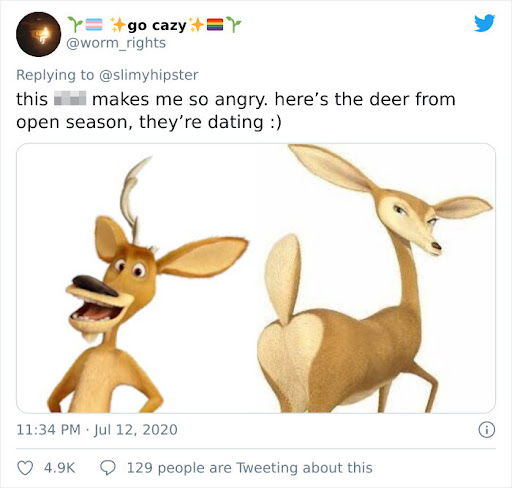 🌱🏳️‍⚧️ ✨go cazy✨🏳️‍🌈🌱
@worm_rights
Replying to @slimyhipster
this makes me so angry. here’s the deer from
open season, they’re dating :)
11:34 PM · Jul 12, 2020
4.9K 129 people are Tweeting about this